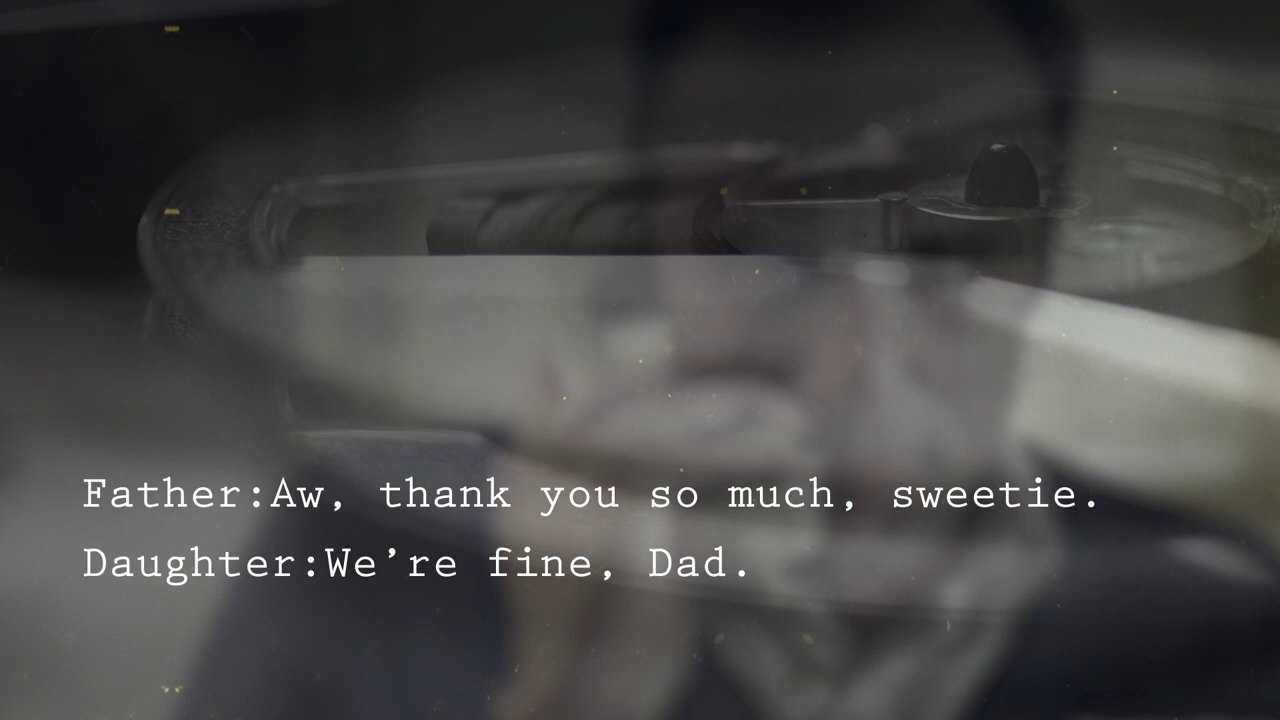 Father:Aw, thank you so much, sweetie.
Daughter:We’re fine, Dad.